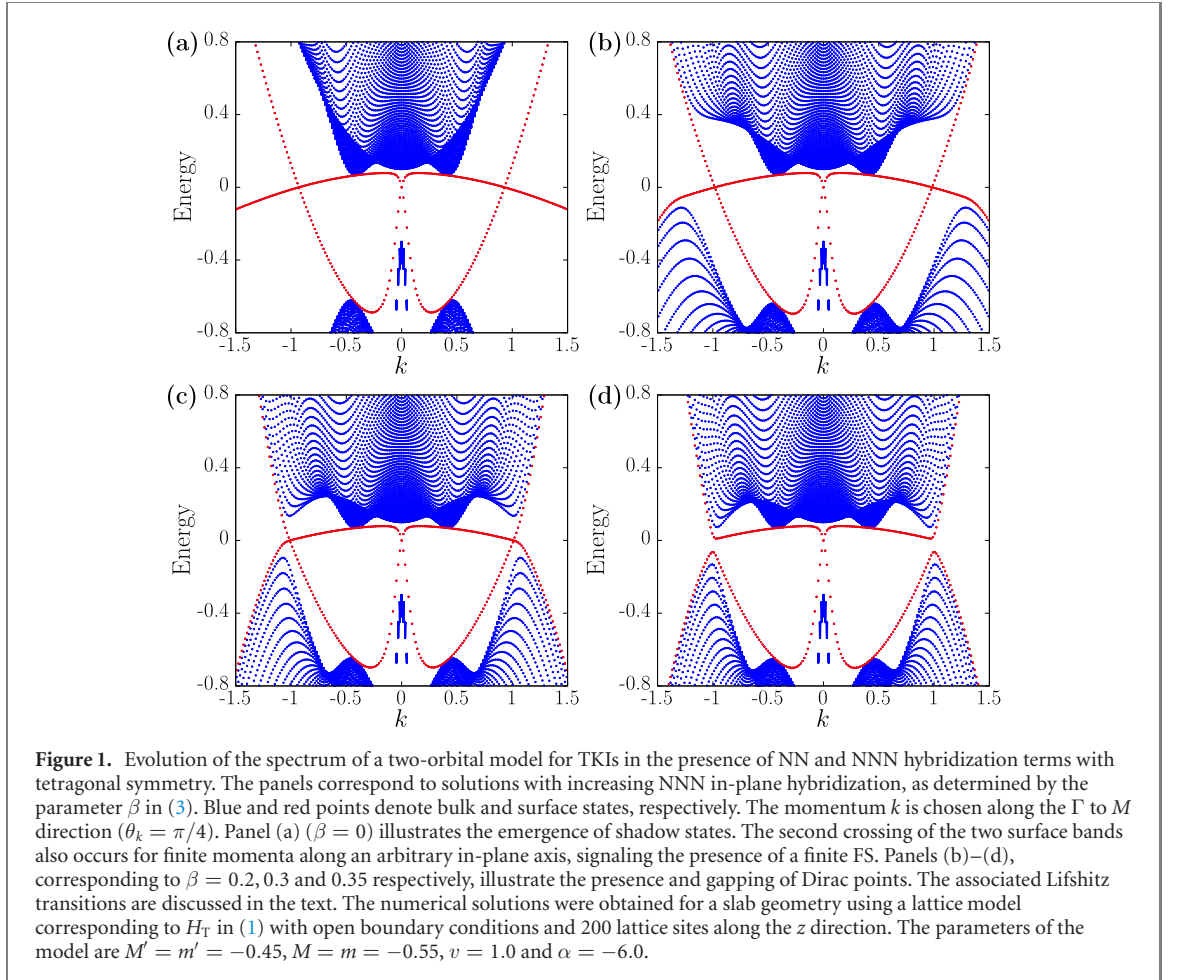 (a)
0.8
0.4
0
-0.4
-0.8
Energy
-1.5 -1 -0.5 0 0.5 1 1.5
k
(b)
0.8
0.4
0
-0.4
-0.8
Energy
-1.5 -1 -0.5 0 0.5 1 1.5
k
(c)
0.8
0.4
0
-0.4
-0.8
Energy
-1.5 -1 -0.5 0 0.5 1 1.5
k
(d)
0.8
0.4
0
-0.4
-0.8
Energy
-1.5 -1 -0.5 0 0.5 1 1.5
k
Figure 1. Evolution of the spectrum of a two-orbital model for TKIs in the presence of NN and NNN hybridization terms with
tetragonal symmetry. The panels correspond to solutions with increasing NNN in-plane hybridization, as determined by the
parameter β in (3). Blue and red points denote bulk and surface states, respectively. The momentum k is chosen along the Γ to M
direction (θₖ = π/4). Panel (a) (β = 0) illustrates the emergence of shadow states. The second crossing of the two surface bands
also occurs for finite momenta along an arbitrary in-plane axis, signaling the presence of a finite FS. Panels (b)–(d),
corresponding to β = 0.2, 0.3 and 0.35 respectively, illustrate the presence and gapping of Dirac points. The associated Lifshitz
transitions are discussed in the text. The numerical solutions were obtained for a slab geometry using a lattice model
corresponding to H_T in (1) with open boundary conditions and 200 lattice sites along the z direction. The parameters of the
model are M′ = m′ = −0.45, M = m = −0.55, v = 1.0 and α = −6.0.